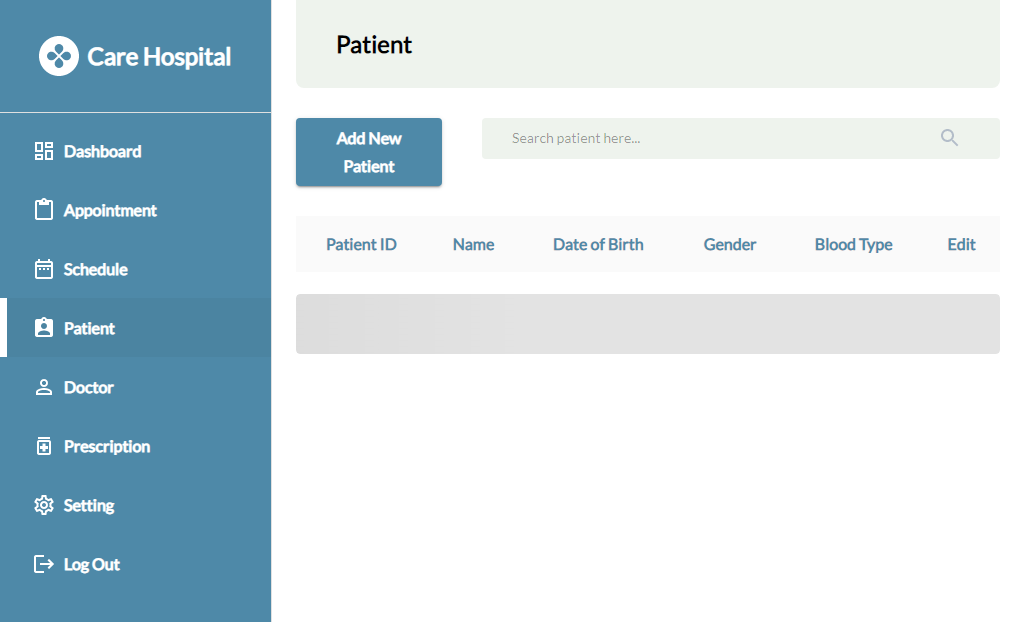 Care Hospital
Dashboard
Appointment
Schedule
Patient
Doctor
Prescription
Setting
Log Out
Patient
Add New
Patient
Search patient here...
Patient ID Name Date of Birth Gender Blood Type Edit